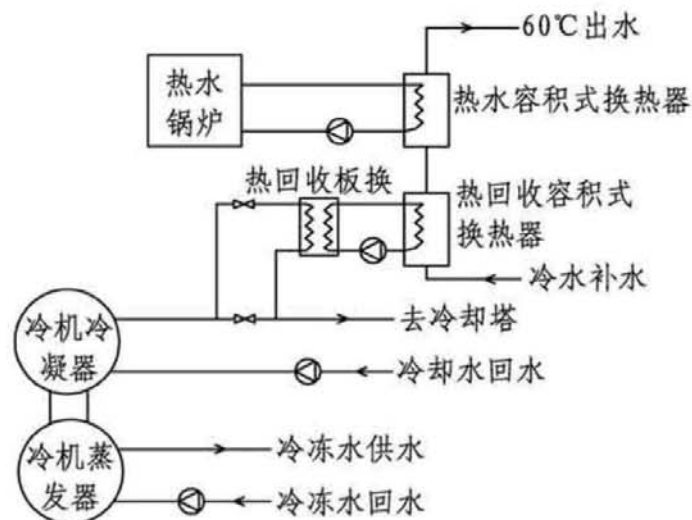 60℃出水
热水
锅炉
热水容积式换热器
热回收板换
热回收容积式
换热器
冷水补水
冷机冷
凝器
去冷却塔
冷却水回水
冷机蒸
发器
冷冻水供水
冷冻水回水